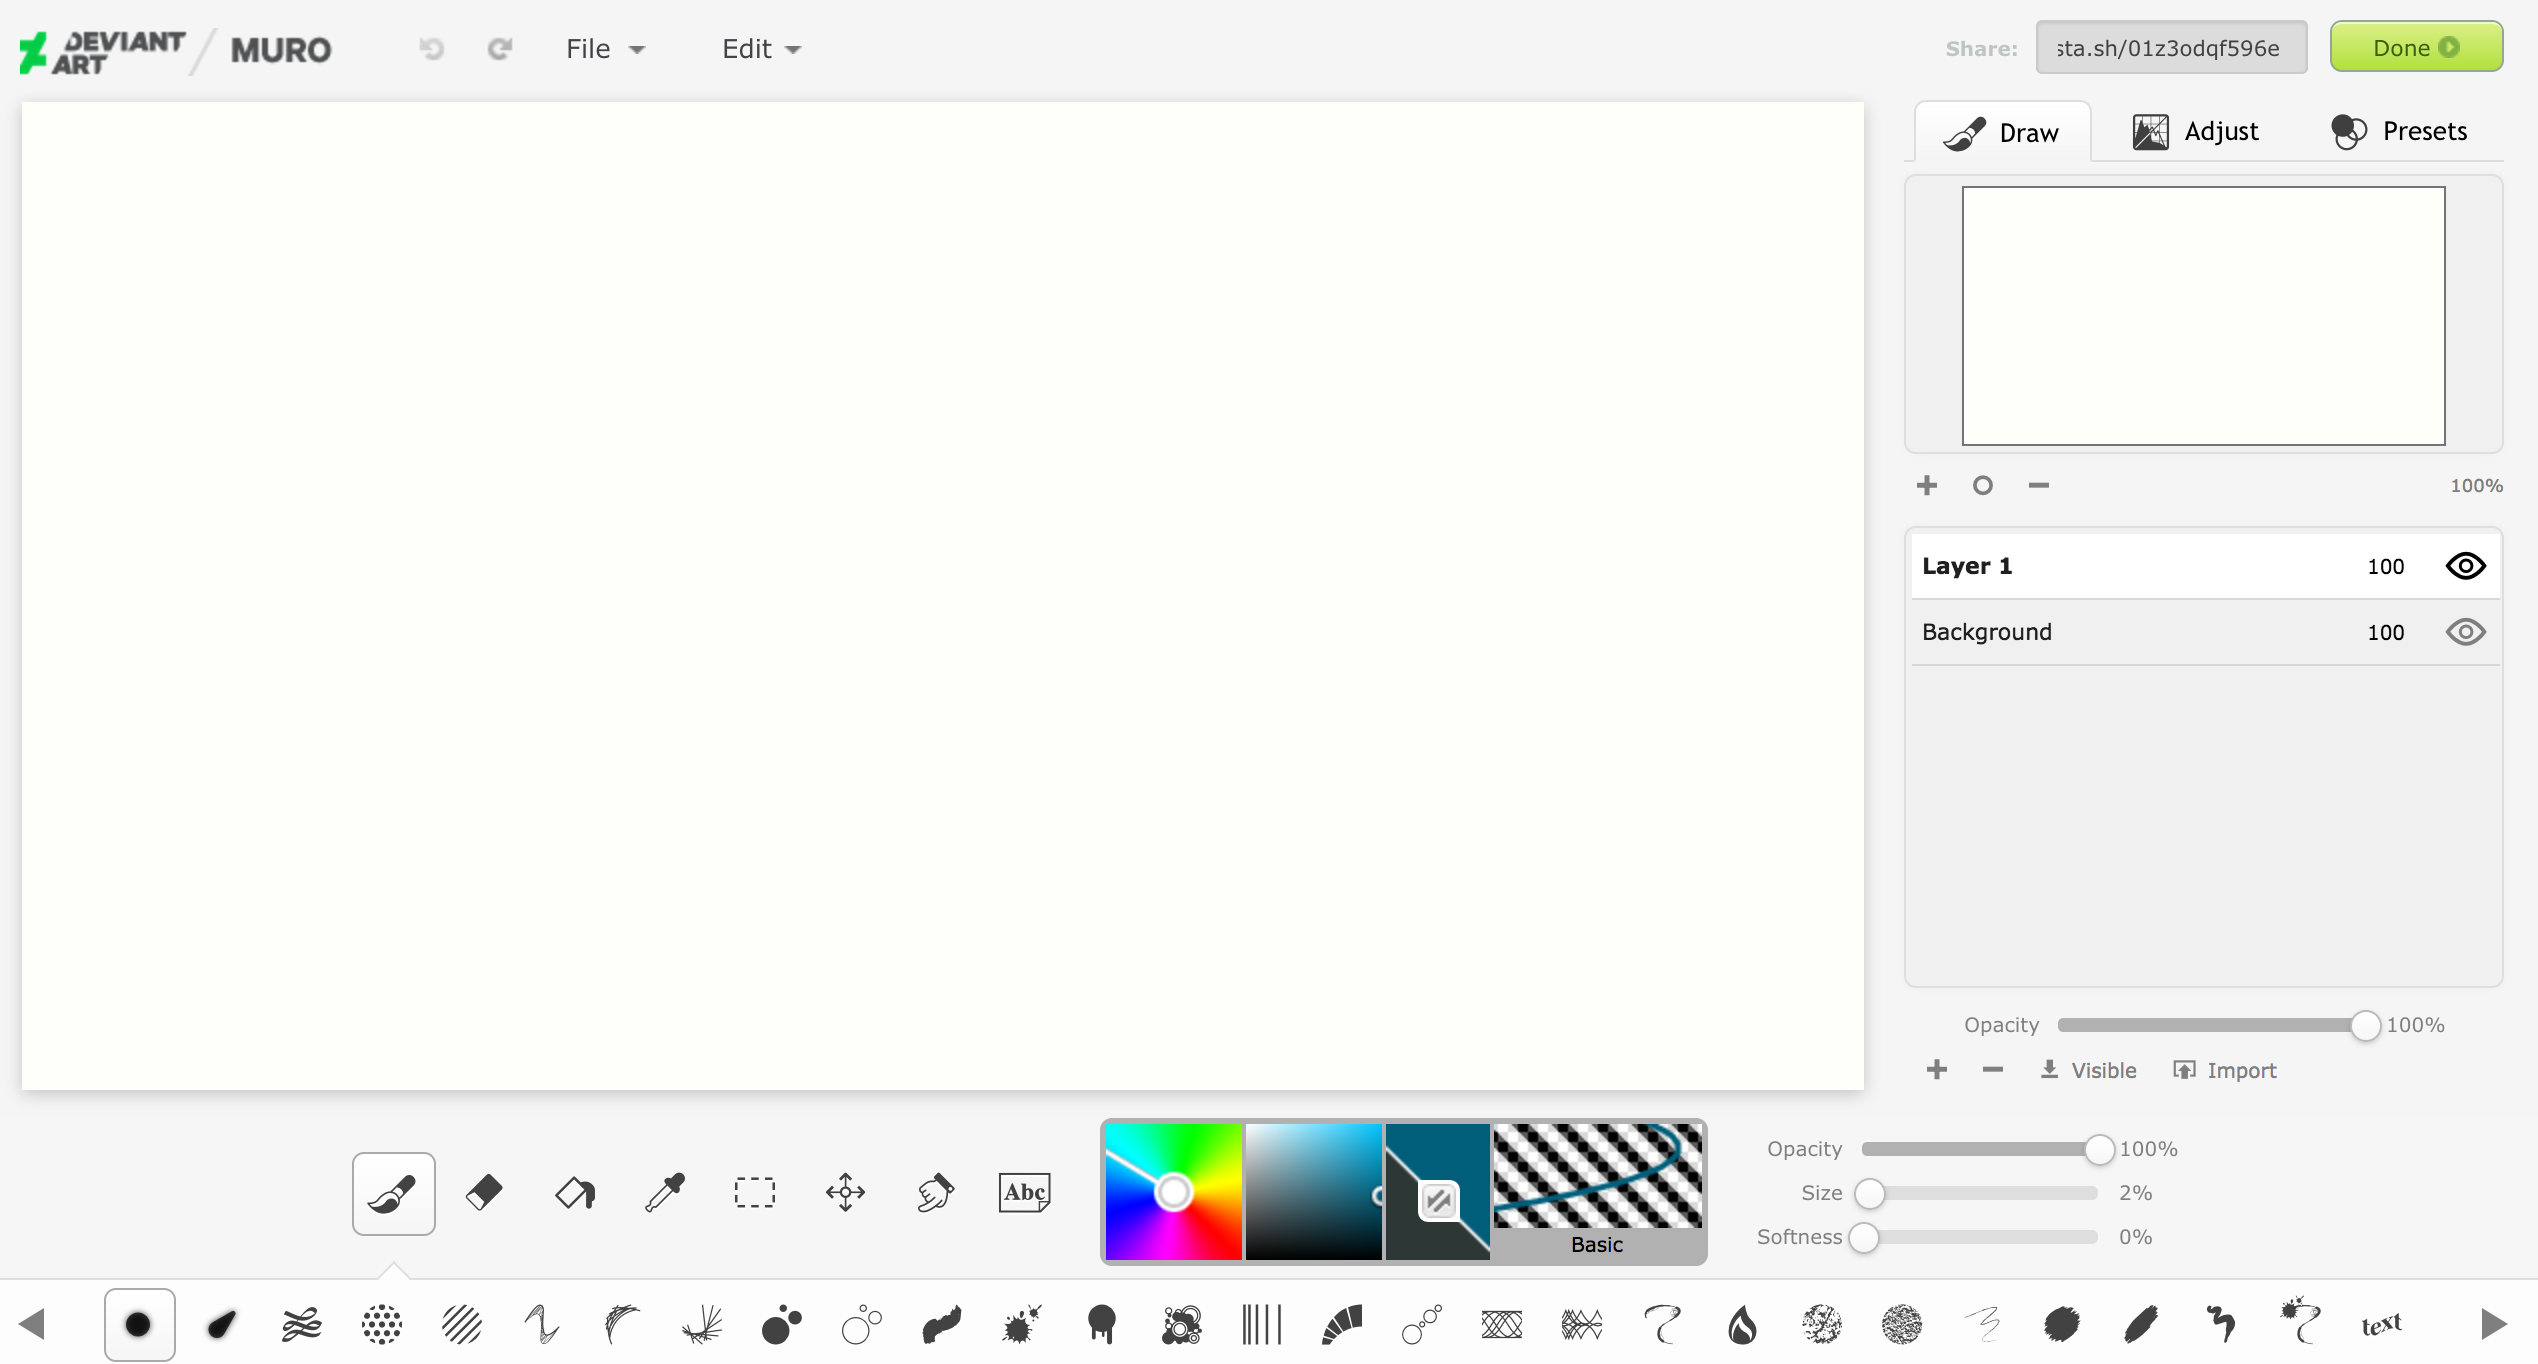 DEVIANT ART MURO File Edit Share: sta.sh/01z3odqf596e Done
Draw Adjust Presets
100%
Layer 1 100
Background 100
Opacity 100%
Visible Import
Abc
Basic
Opacity 100%
Size 2%
Softness 0%
text